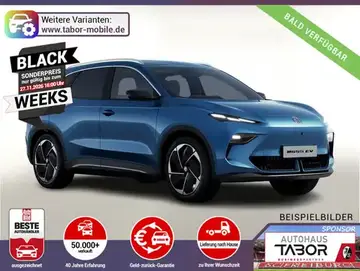 Weitere Varianten:
www.tabor-mobile.de
BALD VERFÜGBAR
BLACK
SONDERPREIS
nur gültig bis zum
27.11.2026 16:00 Uhr
WEEKS
BEISPIELBILDER
BESTE
AUTOHÄNDLER
ausgezeichnet
50.000+
verkauft
40 Jahre Erfahrung
Geld-zurück-Garantie
Lieferung nach Hause
zu Ihrer Wunschzeit
SPONSOR
AUTOHAUS
TABOR